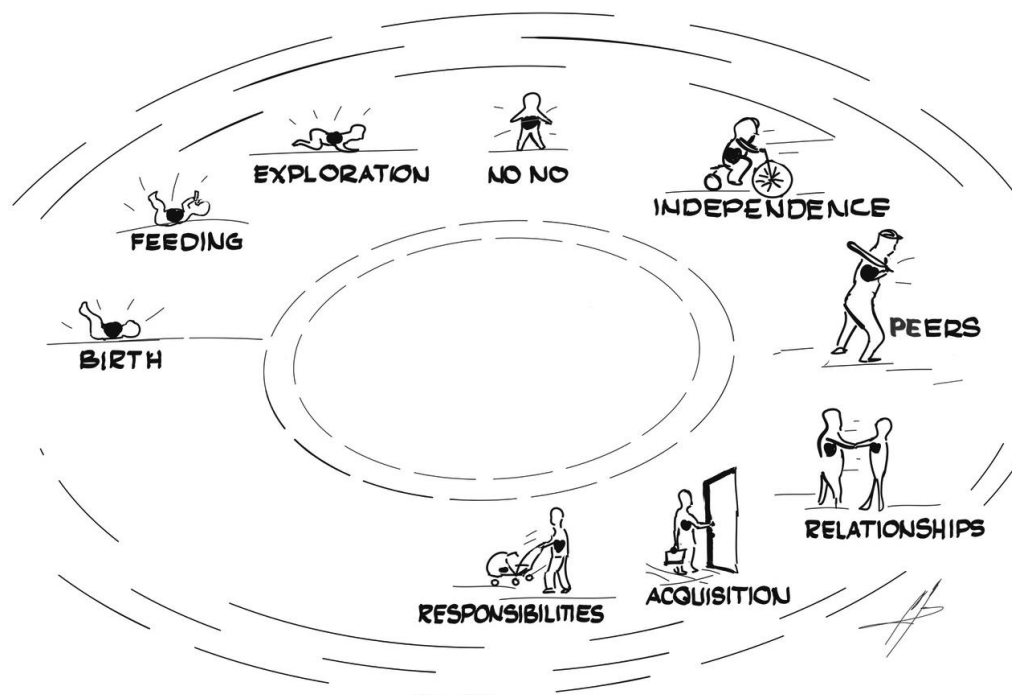 BIRTH
FEEDING
EXPLORATION
NO NO
INDEPENDENCE
PEERS
RELATIONSHIPS
ACQUISITION
RESPONSIBILITIES